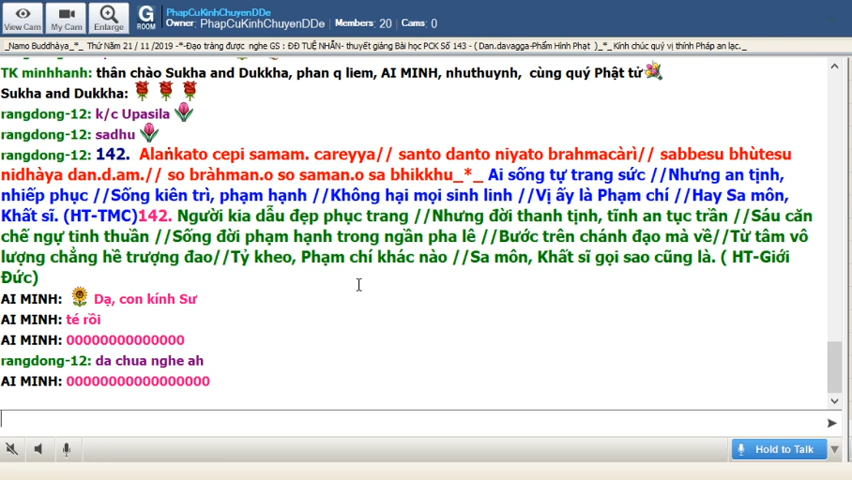 PhapCuKinhChuyenDDe
Owner: PhapCuKinhChuyenDDe Members: 20 Cams: 0
View Cam
My Cam
Enlarge
G
ROOM
_Namo Buddhàya_* Thứ Năm 21 / 11 /2019 -*-Đạo tràng được nghe GS : ĐĐ TUỆ NHẪN- thuyết giảng Bài học PCK Số 143 - ( Dan.davagga-Phẩm Hình Phạt )_*_Kính chúc quý vị thính Pháp an lạc._
TK minhhanh: thân chào Sukha and Dukkha, phan q liem, AI MINH, nhuthuynh, cùng quý Phật tử
Sukha and Dukkha:
rangdong-12: k/c Upasila
rangdong-12: sadhu
rangdong-12: 142. Alaṅkato cepi samam. careyya// santo danto niyato brahmacàrì// sabbesu bhùtesu
nidhàya dan.d.am.// so bràhman.o so saman.o sa bhikkhu_*_ Ai sống tự trang sức //Nhưng an tịnh,
nhiếp phục //Sống kiên trì, phạm hạnh //Không hại mọi sinh linh //Vị ấy là Phạm chí //Hay Sa môn,
Khất sĩ. (HT-TMC)142. Người kia dẫu đẹp phục trang //Nhưng đời thanh tịnh, tĩnh an tục trần //Sáu căn
chế ngự tinh thuần //Sống đời phạm hạnh trong ngần pha lê //Bước trên chánh đạo mà về//Từ tâm vô
lượng chẳng hề trượng đao//Tỷ kheo, Phạm chí khác nào //Sa môn, Khất sĩ gọi sao cũng là. ( HT-Giới
Đức)
AI MINH: Dạ, con kính Sư
AI MINH: té rồi
AI MINH: 00000000000000
rangdong-12: da chua nghe ah
AI MINH: 00000000000000000
Hold to Talk